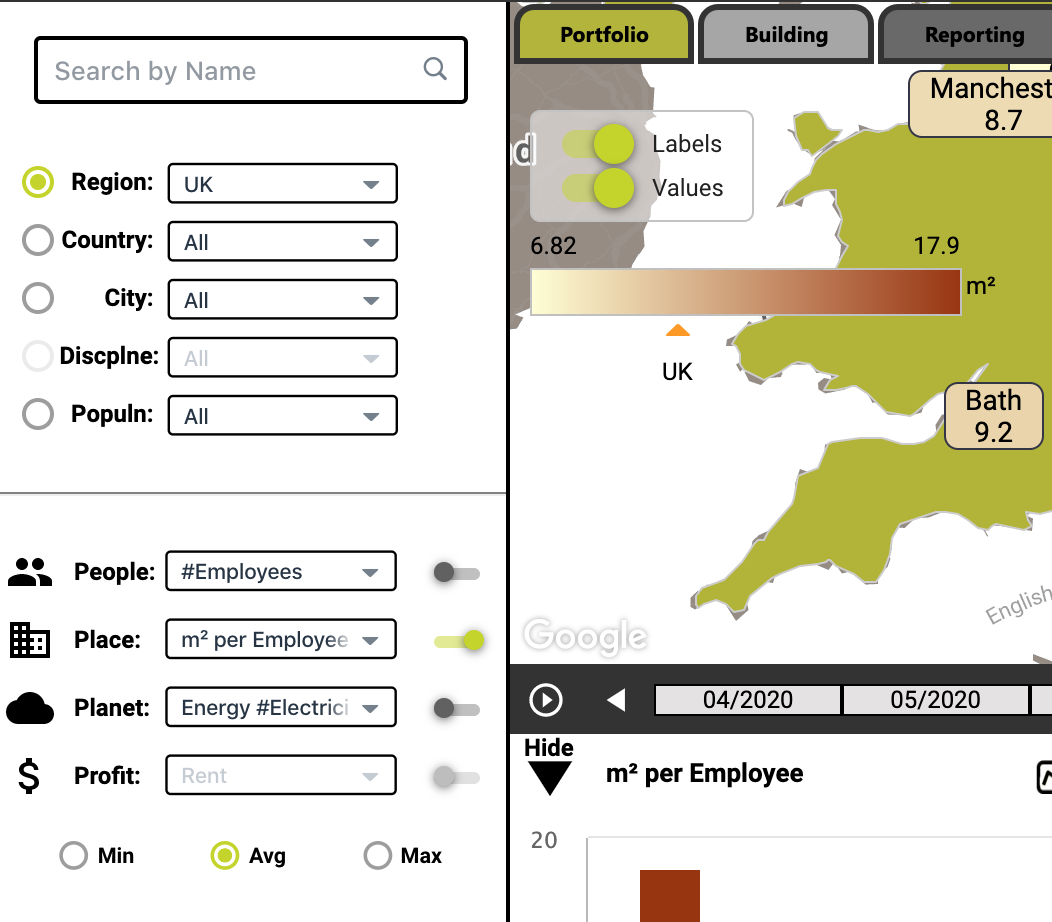 Search by Name
Region: UK
Country: All
City: All
Discplne: All
Populn: All
People: #Employees
Place: m² per Employee
Planet: Energy #Electrici
Profit: Rent
Min Avg Max
Portfolio Building Reporting
Manchest
8.7
d
Labels
Values
6.82 17.9
m²
UK
Bath
9.2
English
Google
04/2020 05/2020
Hide
m² per Employee
20